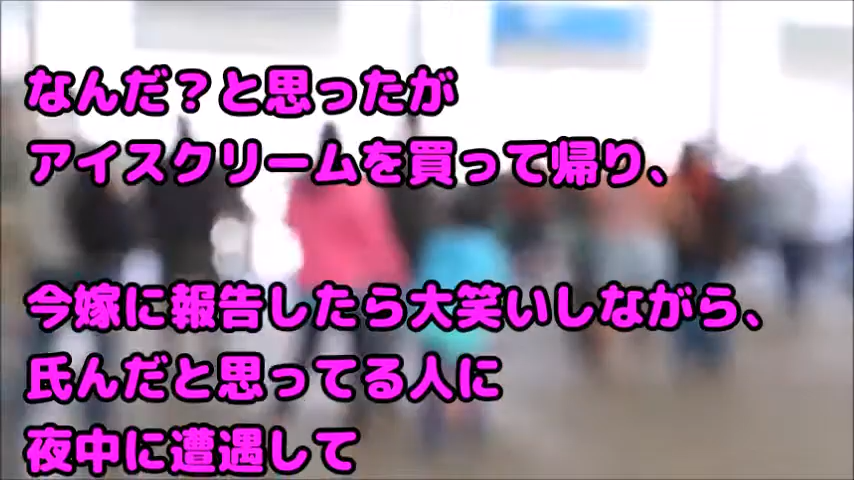 なんだ？と思ったが
アイスクリームを買って帰り、
今嫁に報告したら大笑いしながら、
氏んだと思ってる人に
夜中に遭遇して